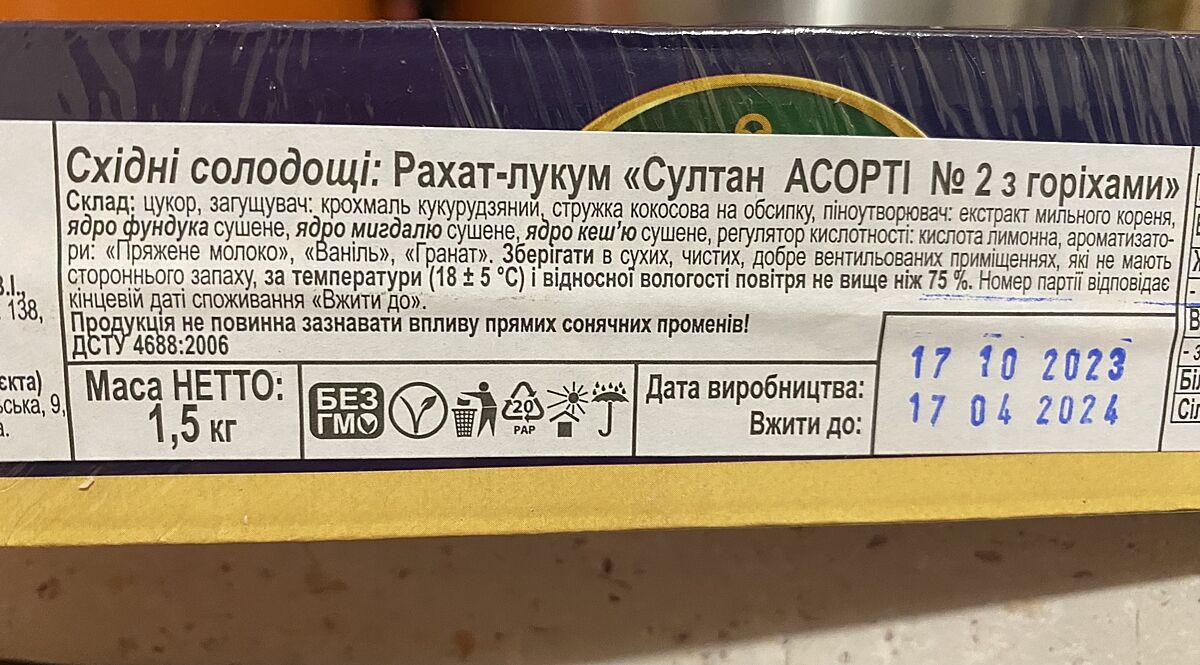 Східні солодощі: Рахат-лукум «Султан АСОРТІ № 2 з горіхами»
Склад: цукор, загущувач: крохмаль кукурудзяний, стружка кокосова на обсипку, піноутворювач: екстракт мильного кореня,
ядро фундука сушене, ядро мигдалю сушене, ядро кеш'ю сушене, регулятор кислотності: кислота лимонна, ароматизато-
ри: «Пряжене молоко», «Ваніль», «Гранат». Зберігати в сухих, чистих, добре вентильованих приміщеннях, які не мають
стороннього запаху, за температури (18 ± 5 °С) і відносної вологості повітря не вище ніж 75 %. Номер партії відповідає
кінцевій даті споживання «Вжити до».
Продукція не повинна зазнавати впливу прямих сонячних променів!
ДСТУ 4688:2006
Маса НЕТТО:
1,5 кг
БЕЗ
ГМО
20
PAP
Дата виробництва:
Вжити до:
17 10 2023
17 04 2024
138,
9,